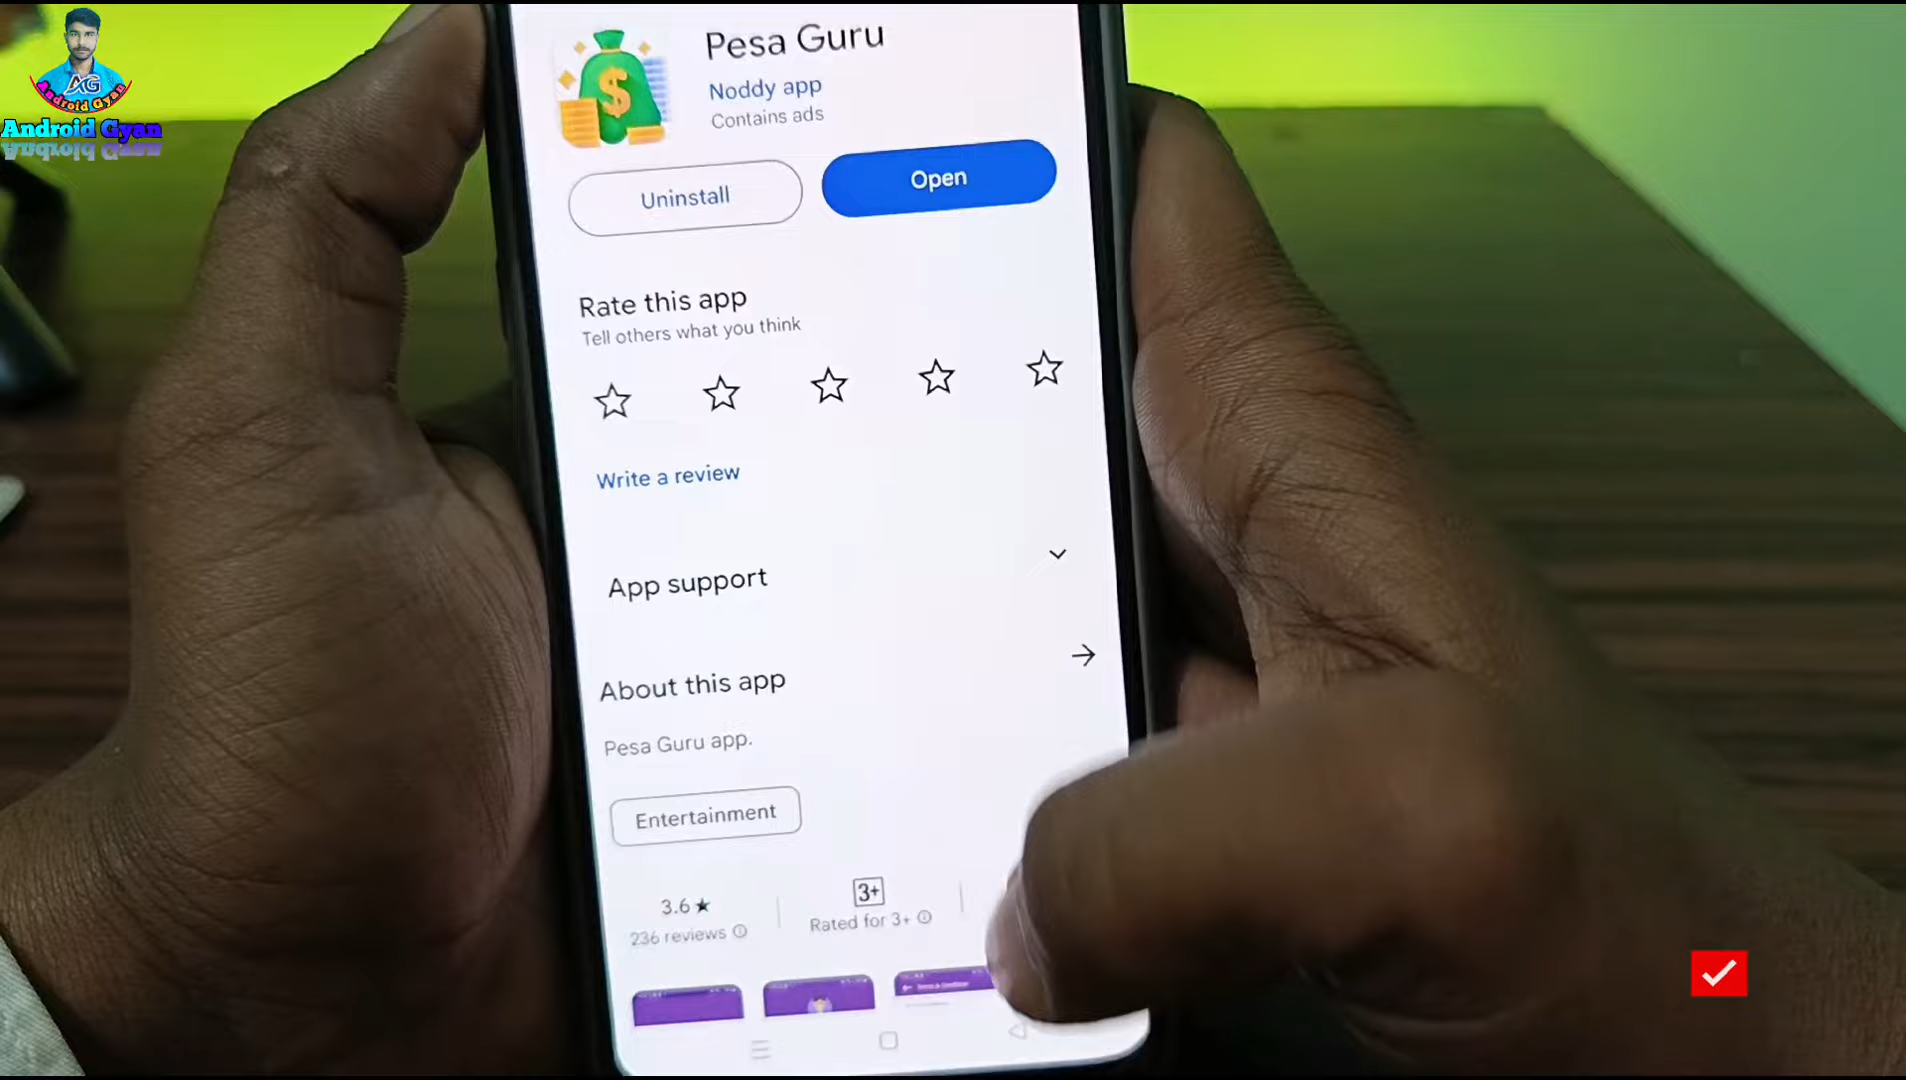 AG
Android Gyan
Android Gyan
Pesa Guru
Noddy app
Contains ads
Uninstall
Open
Rate this app
Tell others what you think
Write a review
App support
About this app
Pesa Guru app.
Entertainment
3.6★
236 reviews
3+
Rated for 3+